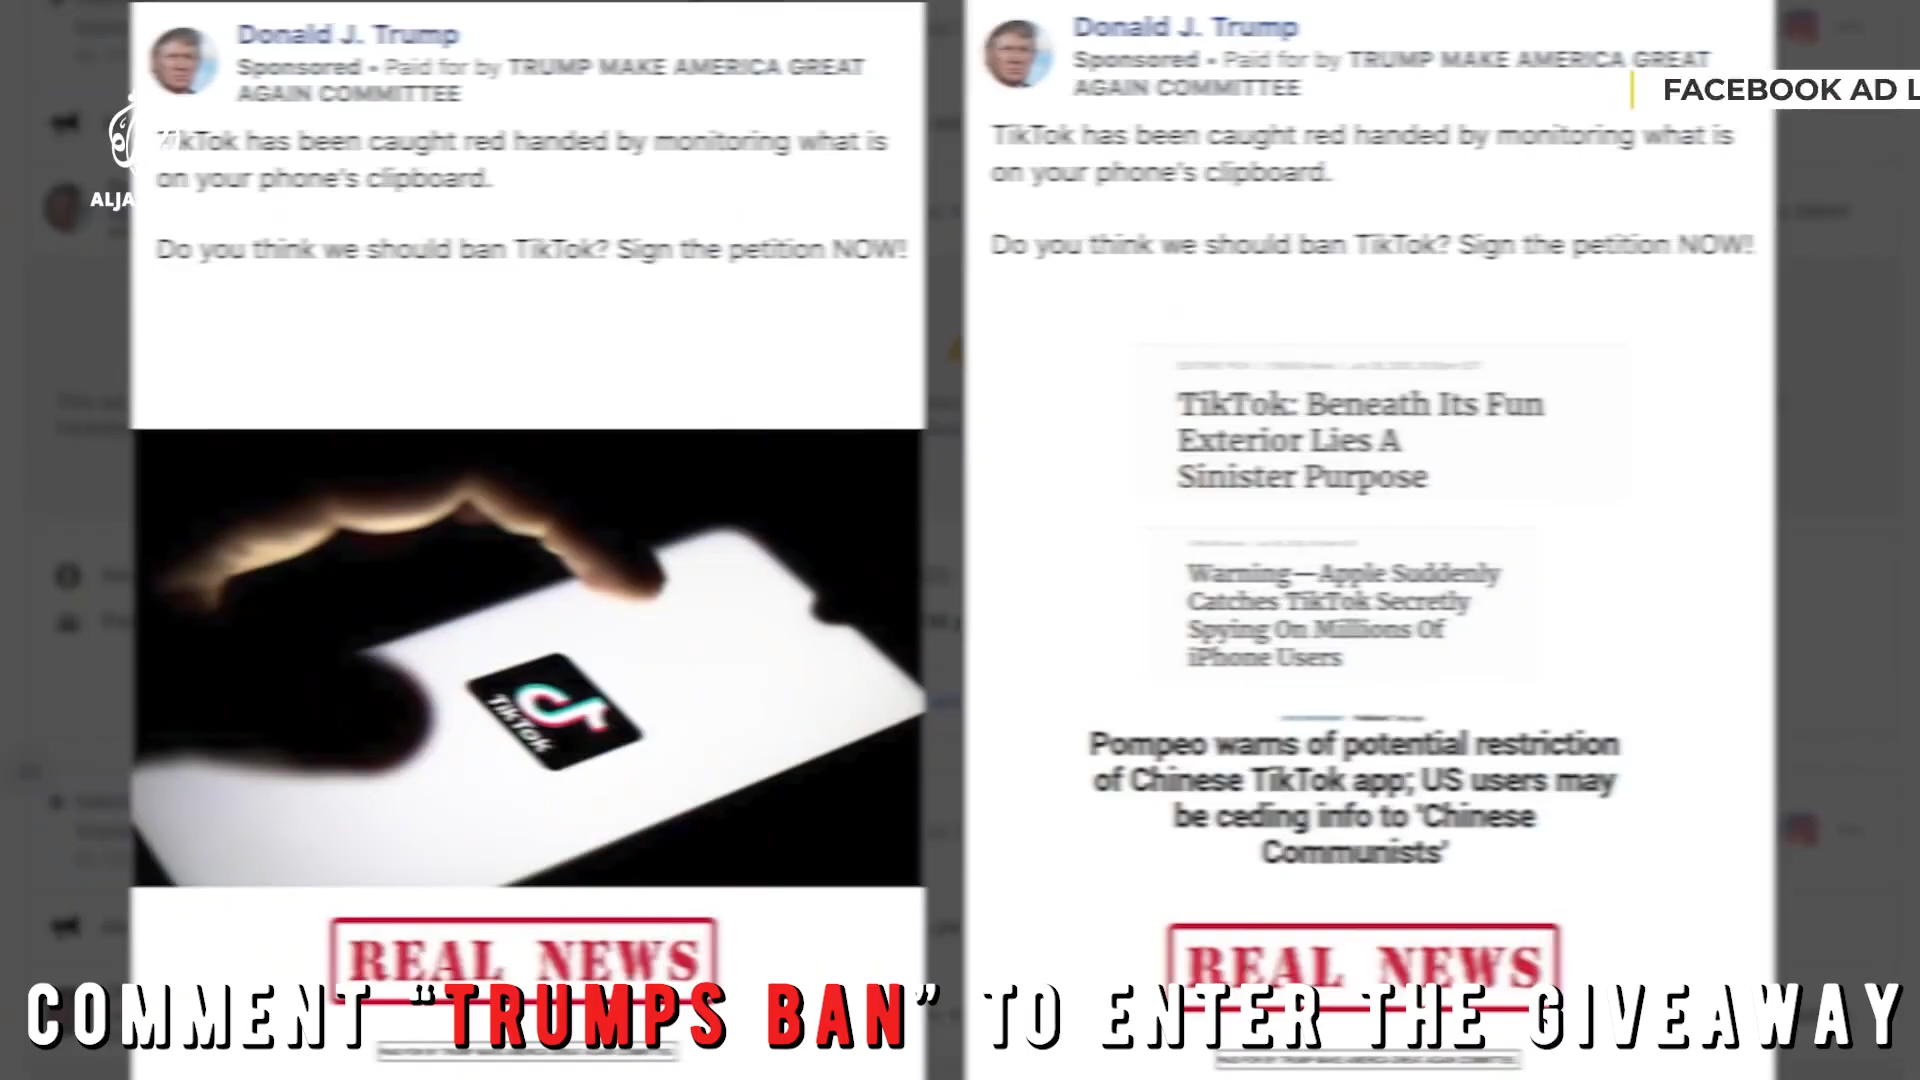 Donald J. Trump
Sponsored • Paid for by TRUMP MAKE AMERICA GREAT
AGAIN COMMITTEE
TikTok has been caught red handed by monitoring what is
on your phone's clipboard.
Do you think we should ban TikTok? Sign the petition NOW!
TikTok
REAL NEWS
Donald J. Trump
Sponsored • Paid for by TRUMP MAKE AMERICA GREAT
AGAIN COMMITTEE
TikTok has been caught red handed by monitoring what is
on your phone's clipboard.
Do you think we should ban TikTok? Sign the petition NOW!
TikTok: Beneath Its Fun
Exterior Lies A
Sinister Purpose
Warning—Apple Suddenly
Catches TikTok Secretly
Spying On Millions Of
iPhone Users
Pompeo warns of potential restriction
of Chinese TikTok app; US users may
be ceding info to 'Chinese
Communists'
REAL NEWS
FACEBOOK AD L
ALJA
COMMENT "TRUMPS BAN" TO ENTER THE GIVEAWAY